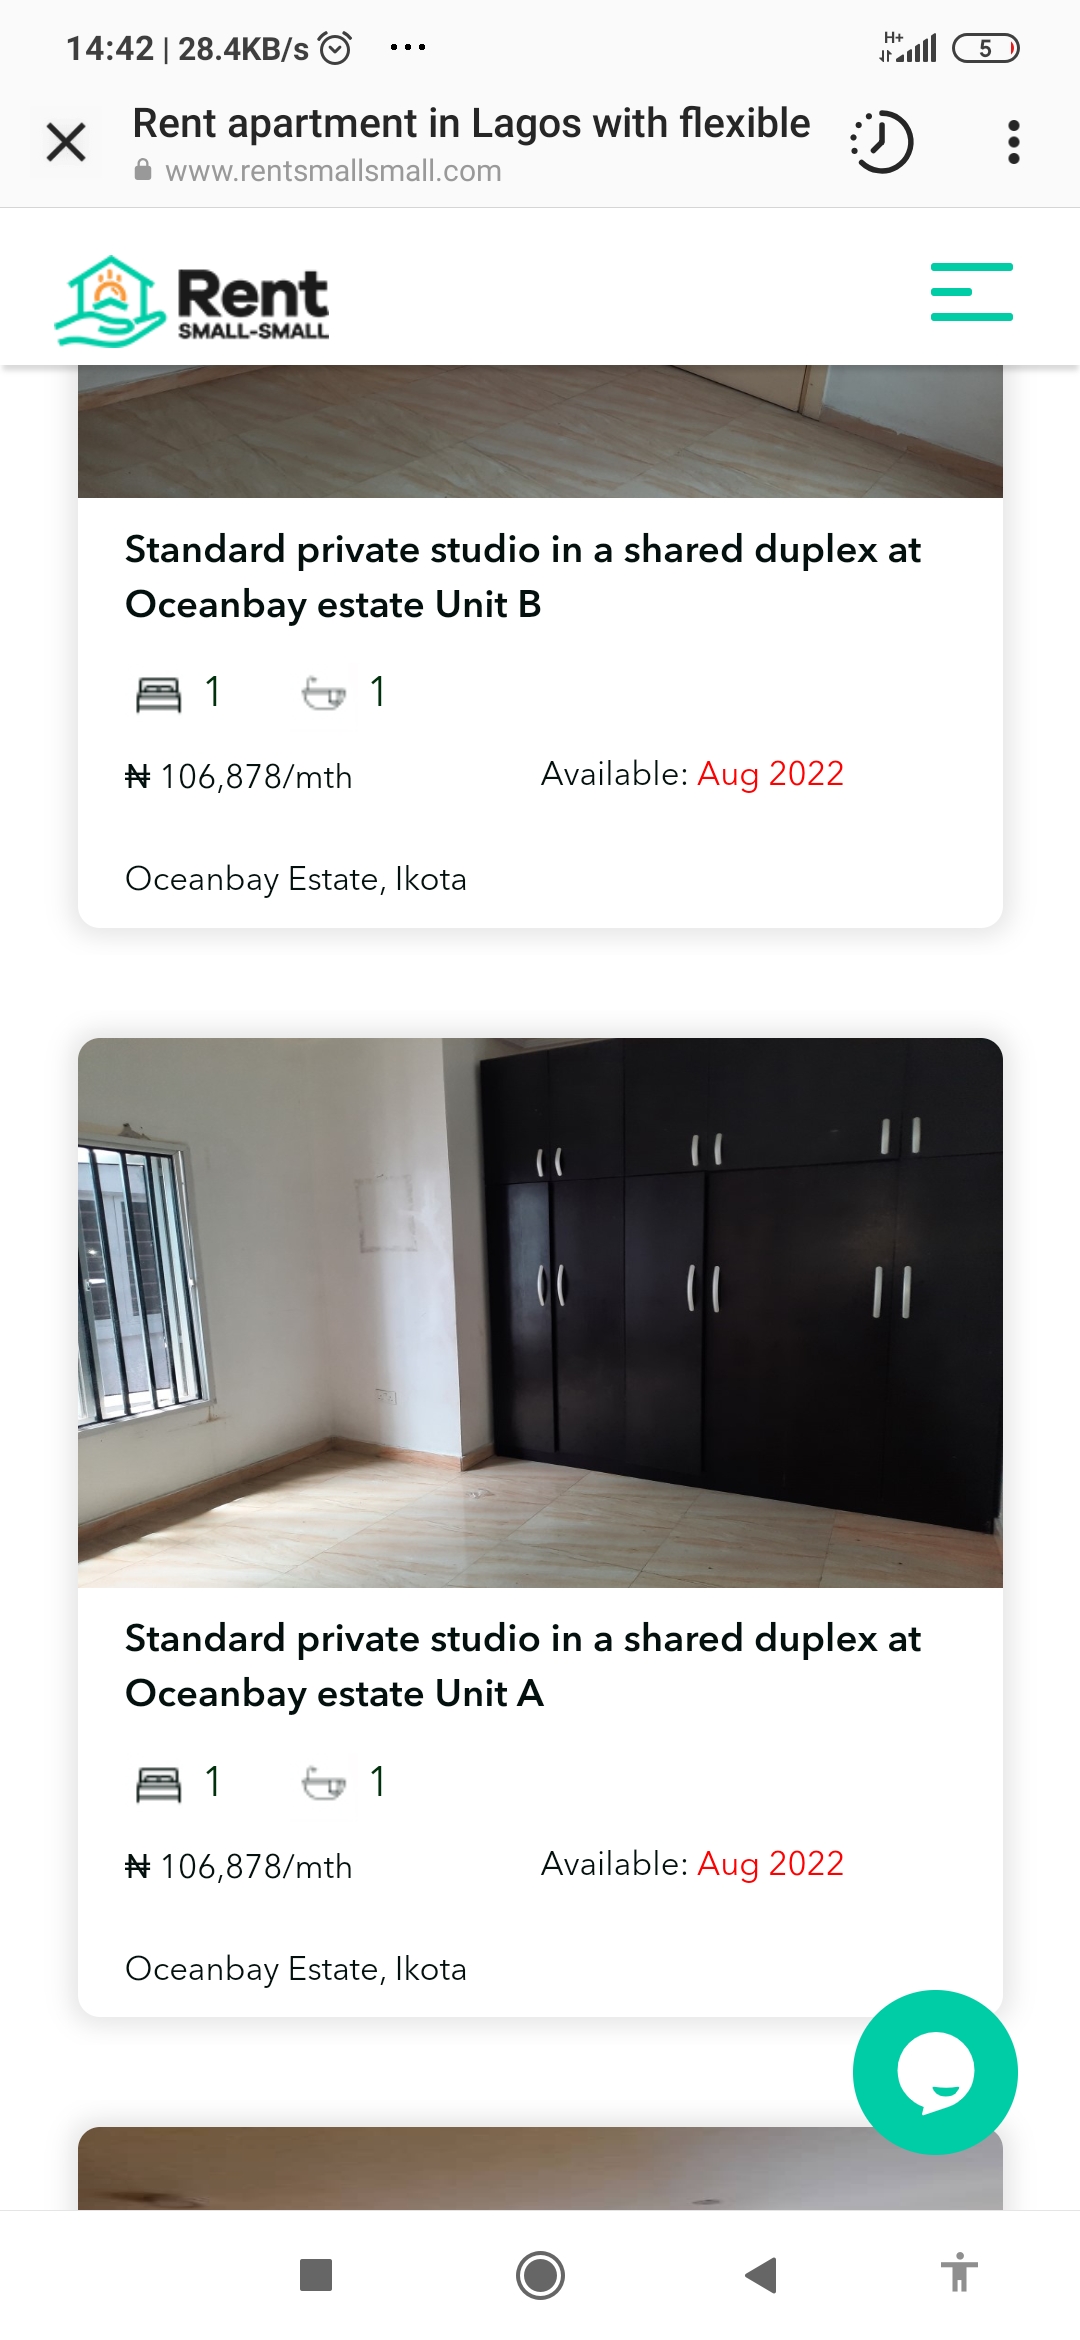 14:42 | 28.4KB/s
H+
5
Rent apartment in Lagos with flexible
www.rentsmallsmall.com
Rent
SMALL-SMALL
Standard private studio in a shared duplex at
Oceanbay estate Unit B
1 1
₦ 106,878/mth Available: Aug 2022
Oceanbay Estate, Ikota
Standard private studio in a shared duplex at
Oceanbay estate Unit A
1 1
₦ 106,878/mth Available: Aug 2022
Oceanbay Estate, Ikota